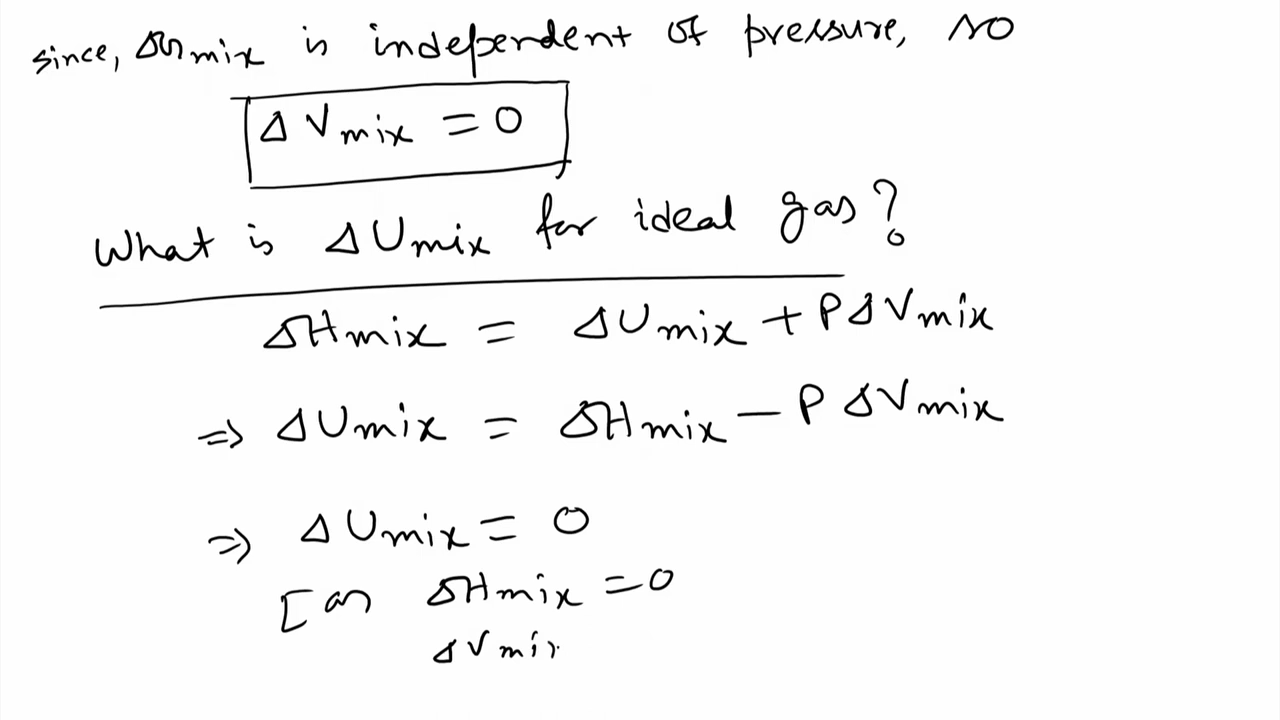 since, ΔGmix is independent of pressure, so
ΔVmix = 0
What is ΔUmix for ideal gas?
ΔHmix = ΔUmix + PΔVmix
⇒ ΔUmix = ΔHmix − PΔVmix
⇒ ΔUmix = 0
[as ΔHmix = 0
ΔVmix